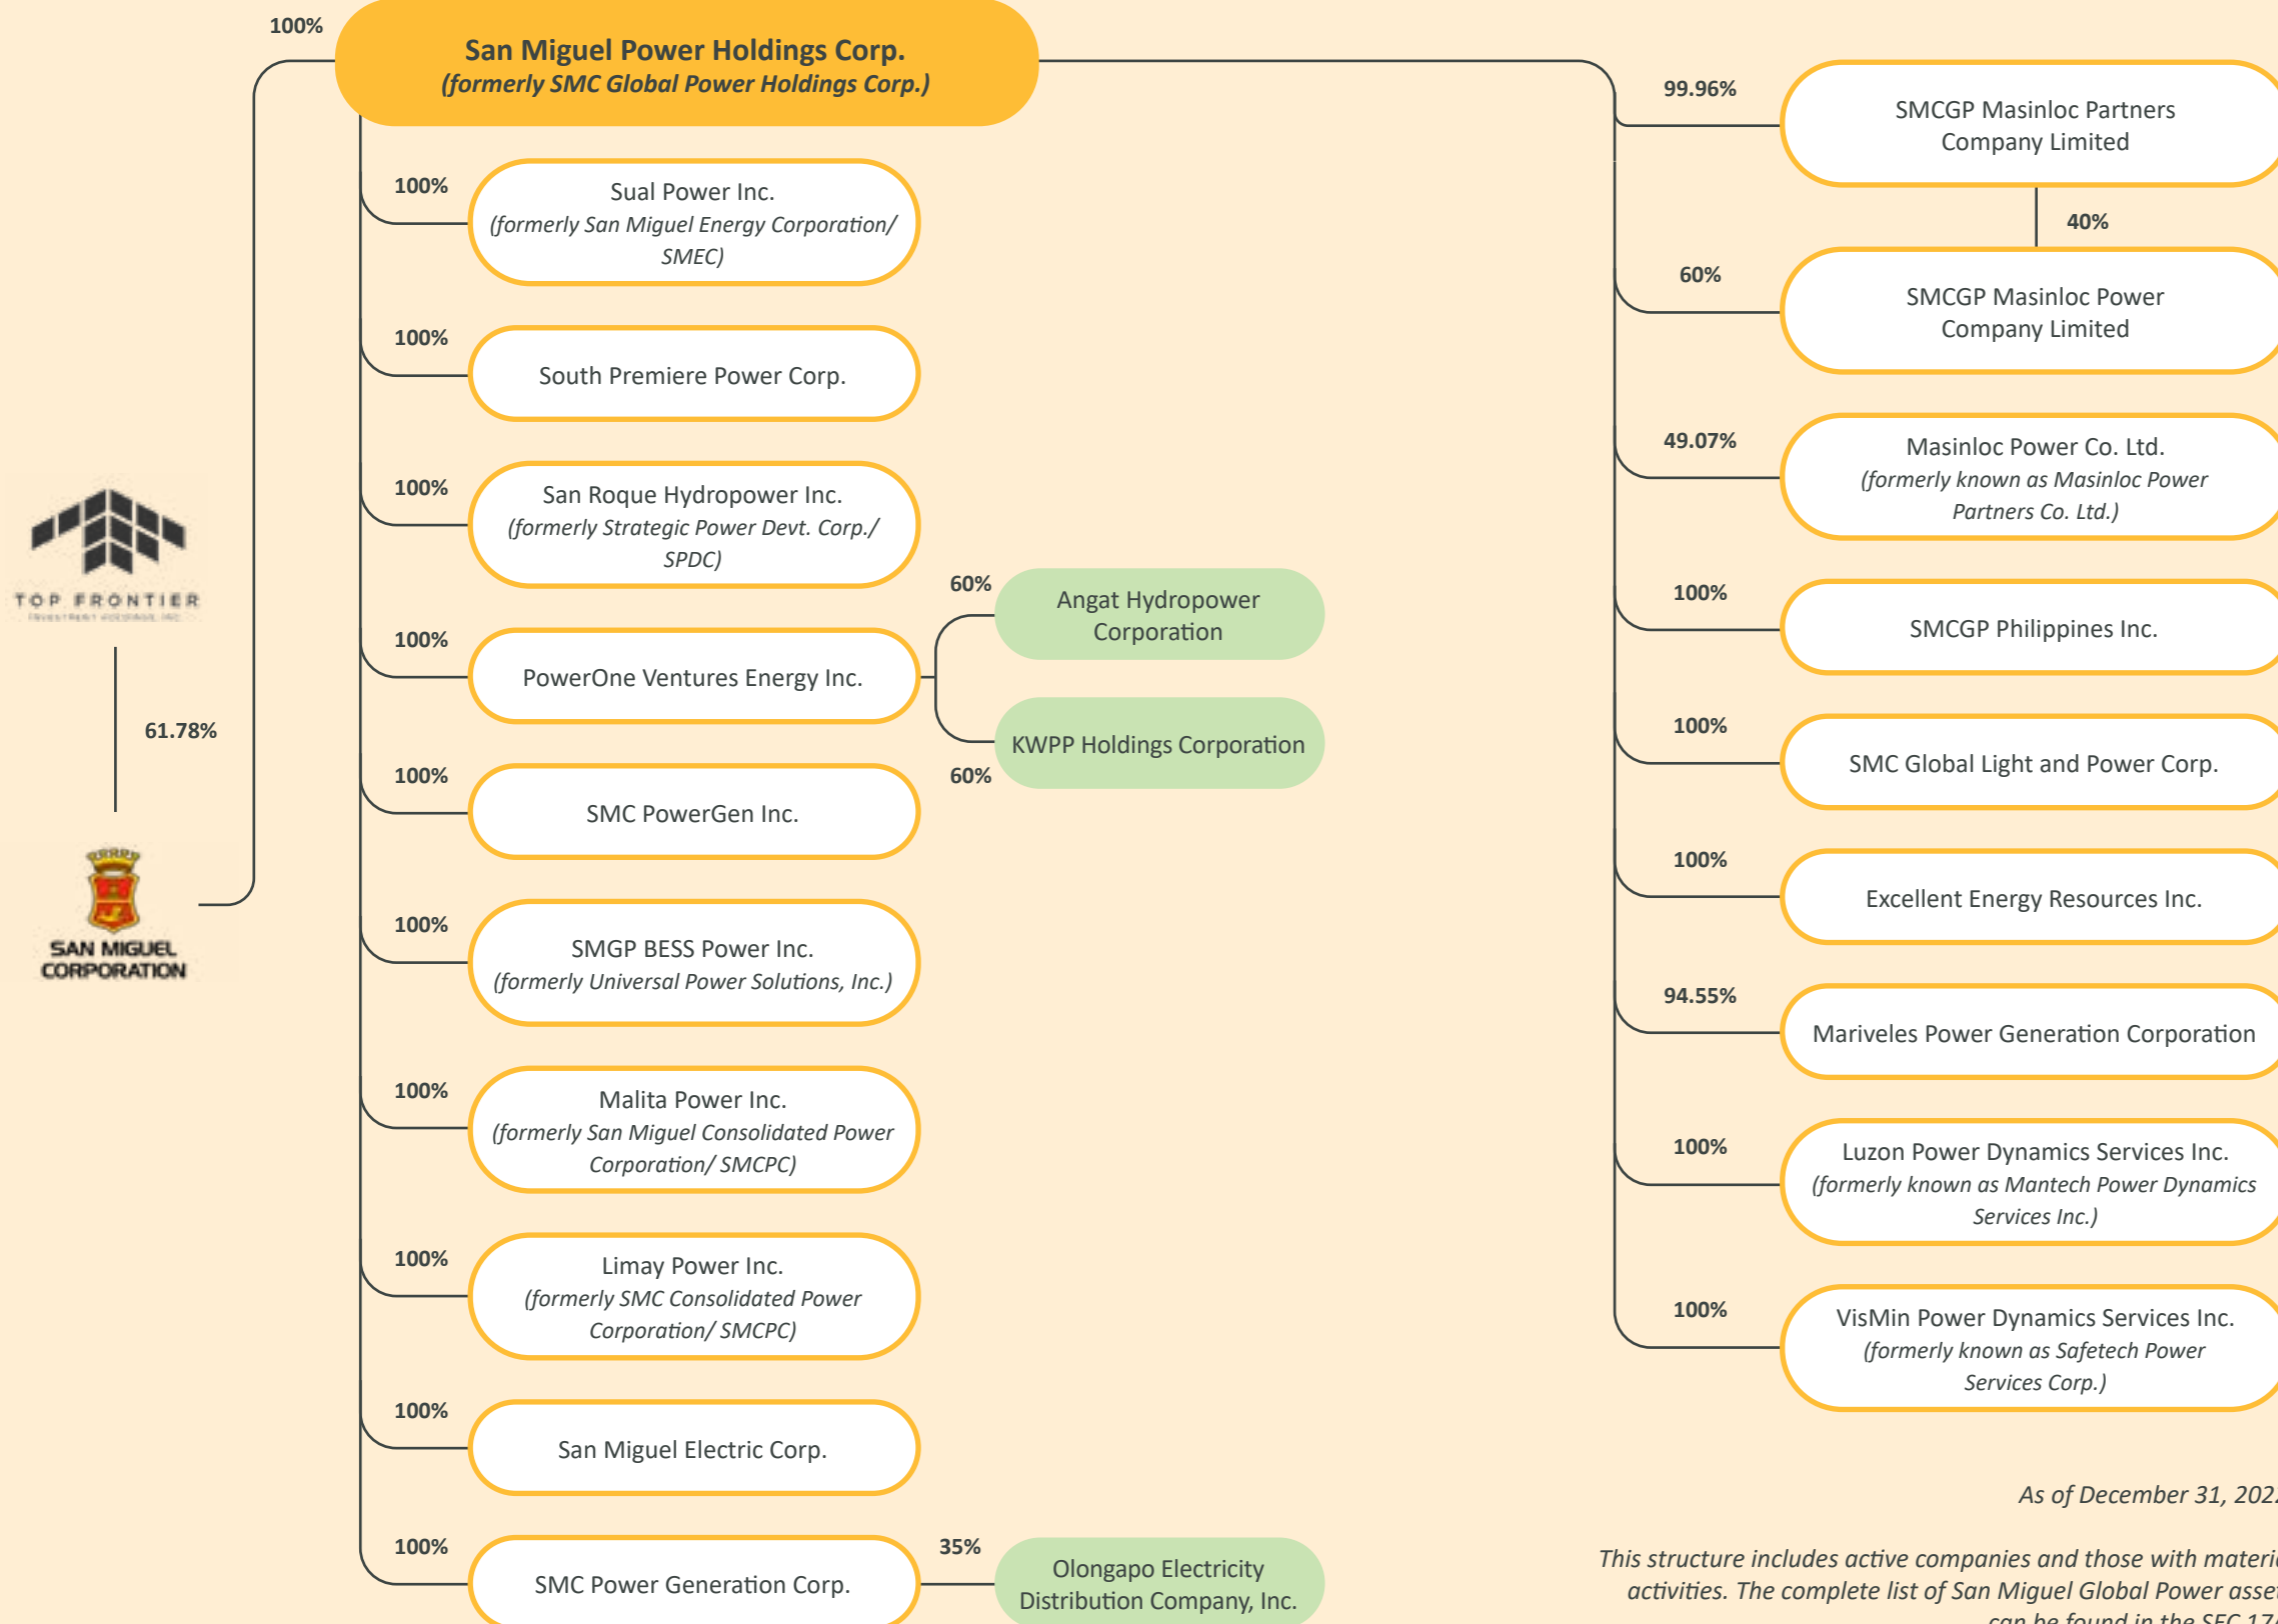 100%
San Miguel Power Holdings Corp.
(formerly SMC Global Power Holdings Corp.)
TOP FRONTIER
INVESTMENT HOLDINGS, INC.
61.78%
SAN MIGUEL
CORPORATION
100%
Sual Power Inc.
(formerly San Miguel Energy Corporation/
SMEC)
100%
South Premiere Power Corp.
100%
San Roque Hydropower Inc.
(formerly Strategic Power Devt. Corp./
SPDC)
100%
PowerOne Ventures Energy Inc.
60%
Angat Hydropower
Corporation
KWPP Holdings Corporation
60%
100%
SMC PowerGen Inc.
100%
SMGP BESS Power Inc.
(formerly Universal Power Solutions, Inc.)
100%
Malita Power Inc.
(formerly San Miguel Consolidated Power
Corporation/ SMCPC)
100%
Limay Power Inc.
(formerly SMC Consolidated Power
Corporation/ SMCPC)
100%
San Miguel Electric Corp.
100%
SMC Power Generation Corp.
35%
Olongapo Electricity
Distribution Company, Inc.
99.96%
SMCGP Masinloc Partners
Company Limited
40%
60%
SMCGP Masinloc Power
Company Limited
49.07%
Masinloc Power Co. Ltd.
(formerly known as Masinloc Power
Partners Co. Ltd.)
100%
SMCGP Philippines Inc.
100%
SMC Global Light and Power Corp.
100%
Excellent Energy Resources Inc.
94.55%
Mariveles Power Generation Corporation
100%
Luzon Power Dynamics Services Inc.
(formerly known as Mantech Power Dynamics
Services Inc.)
100%
VisMin Power Dynamics Services Inc.
(formerly known as Safetech Power
Services Corp.)
As of December 31,
This structure includes active companies and those with
activities. The complete list of San Miguel Global Power
can be found in the SEC